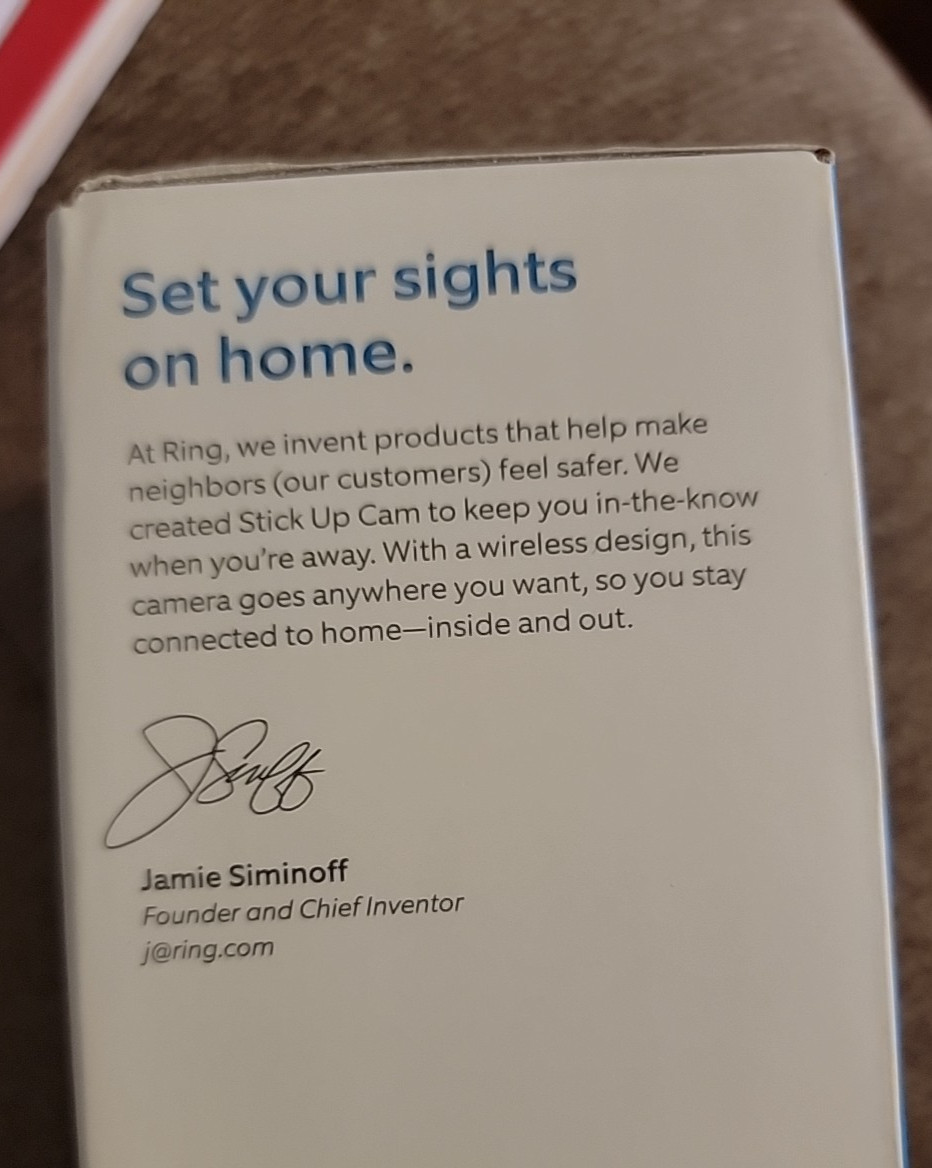 Set your sights
on home.
At Ring, we invent products that help make
neighbors (our customers) feel safer. We
created Stick Up Cam to keep you in-the-know
when you're away. With a wireless design, this
camera goes anywhere you want, so you stay
connected to home—inside and out.
Jamie Siminoff
Founder and Chief Inventor
j@ring.com